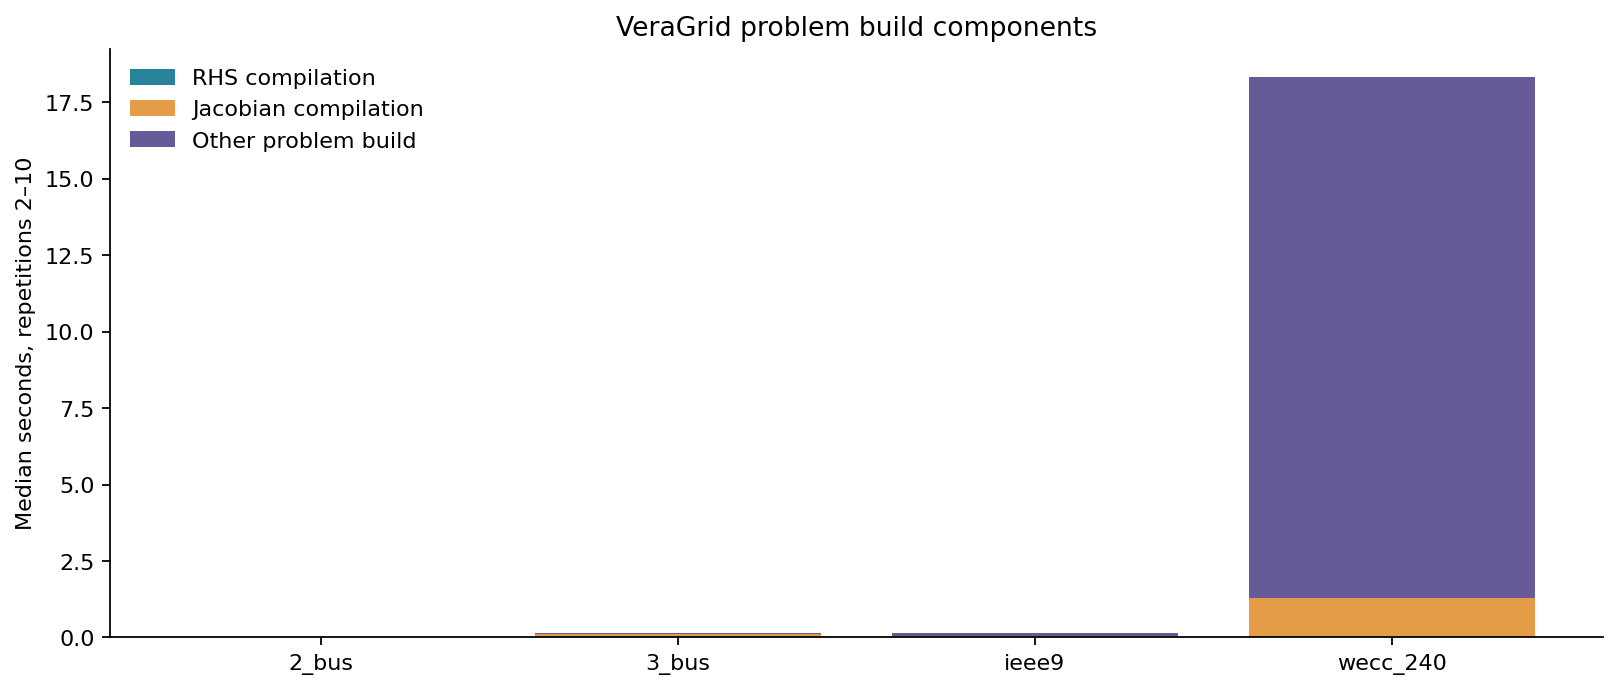 VeraGrid problem build components
RHS compilation
Jacobian compilation
Other problem build
Median seconds, repetitions 2–10
17.5
15.0
12.5
10.0
7.5
5.0
2.5
0.0
2_bus
3_bus
ieee9
wecc_240